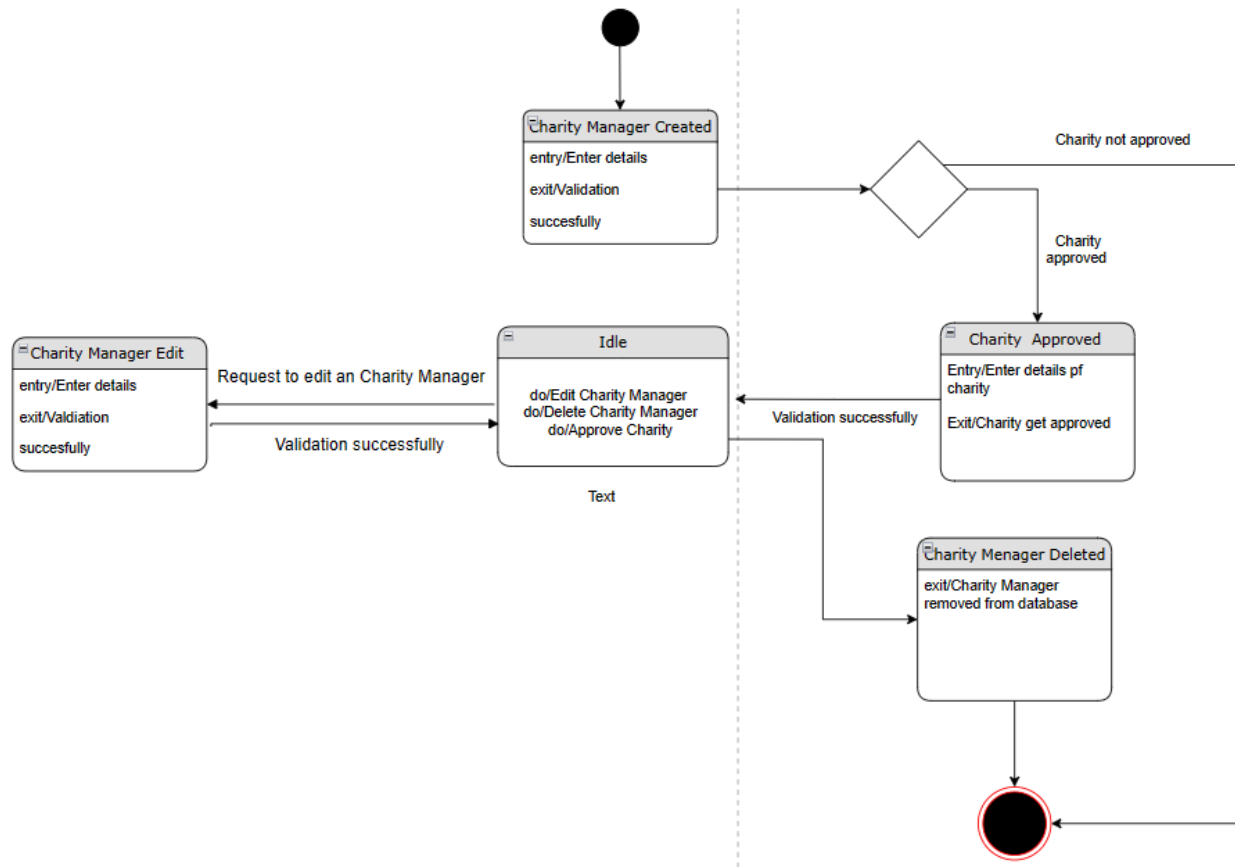 Charity Manager Created
entry/Enter details
exit/Validation
succesfully
Charity not approved
Charity
approved
Charity Manager Edit
entry/Enter details
exit/Valdiation
succesfully
Request to edit an Charity Manager
Validation successfully
Idle
do/Edit Charity Manager
do/Delete Charity Manager
do/Approve Charity
Text
Validation successfully
Charity Approved
Entry/Enter details pf
charity
Exit/Charity get approved
Charity Menager Deleted
exit/Charity Manager
removed from database